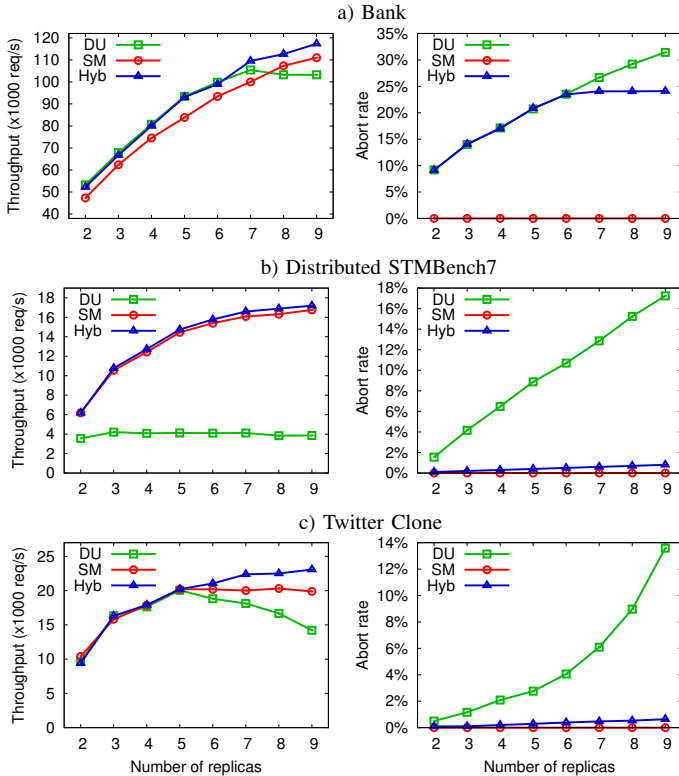 a) Bank
Throughput (x1000 req/s)
120
110
100
90
80
70
60
50
40
DU
SM
Hyb
2 3 4 5 6 7 8 9
Abort rate
35%
30%
25%
20%
15%
10%
5%
0%
DU
SM
Hyb
2 3 4 5 6 7 8 9
b) Distributed STMBench7
Throughput (x1000 req/s)
18
16
14
12
10
8
6
4
2
0
DU
SM
Hyb
2 3 4 5 6 7 8 9
Abort rate
18%
16%
14%
12%
10%
8%
6%
4%
2%
0%
DU
SM
Hyb
2 3 4 5 6 7 8 9
c) Twitter Clone
Throughput (x1000 req/s)
25
20
15
10
5
0
DU
SM
Hyb
2 3 4 5 6 7 8 9
Number of replicas
Abort rate
14%
12%
10%
8%
6%
4%
2%
0%
DU
SM
Hyb
2 3 4 5 6 7 8 9
Number of replicas